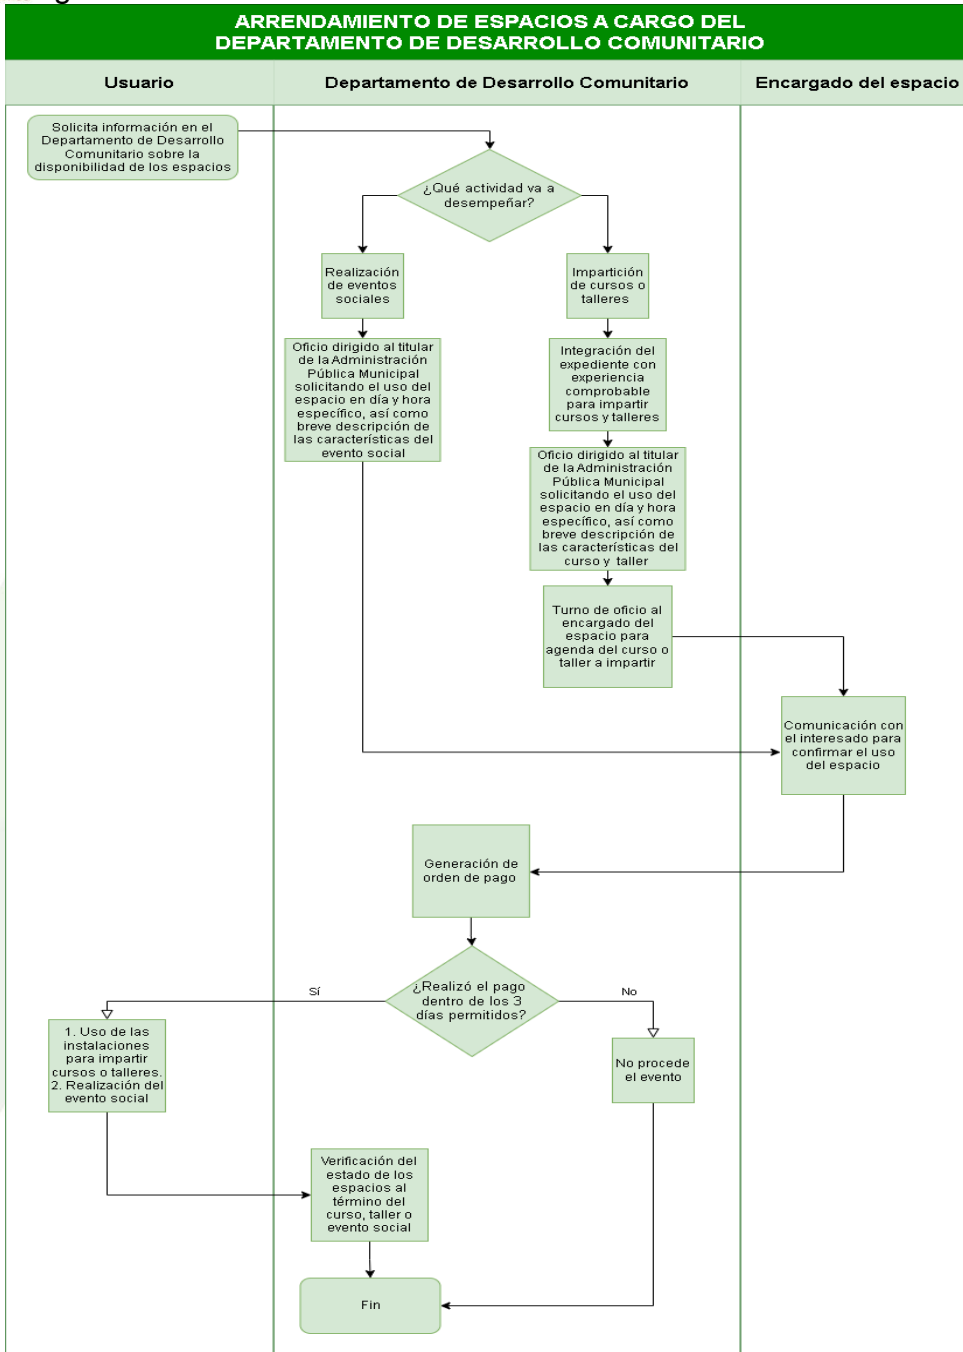 ARRENDAMIENTO DE ESPACIOS A CARGO DEL
DEPARTAMENTO DE DESARROLLO COMUNITARIO
Usuario
Departamento de Desarrollo Comunitario
Encargado del espacio
Solicita información en el
Departamento de Desarrollo
Comunitario sobre la
disponibilidad de los espacios
¿Qué actividad va a
desempeñar?
Realización
de eventos
sociales
Impartición
de cursos o
talleres
Oficio dirigido al titular
de la Administración
Pública Municipal
solicitando el uso del
espacio en día y hora
específico, así como
breve descripción de
las características del
evento social
Integración del
expediente con
experiencia
comprobable
para impartir
cursos y talleres
Oficio dirigido al titular
de la Administración
Pública Municipal
solicitando el uso del
espacio en día y hora
específico, así como
breve descripción de
las características del
curso y taller
Turno de oficio al
encargado del
espacio para
agenda del curso o
taller a impartir
Comunicación con
el interesado para
confirmar el uso
del espacio
Generación de
orden de pago
¿Realizó el pago
dentro de los 3
días permitidos?
Sí
No
1. Uso de las
instalaciones
para impartir
cursos o talleres.
2. Realización del
evento social
No procede
el evento
Verificación del
estado de los
espacios al
término del
curso, taller o
evento social
Fin